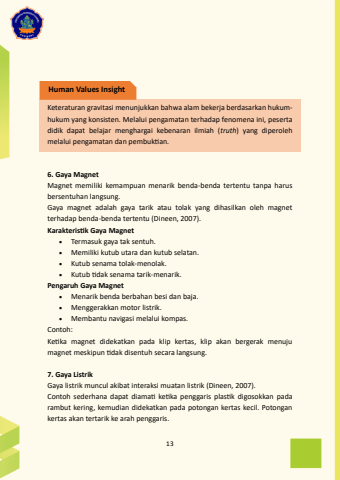 Human Values Insight
Keteraturan gravitasi menunjukkan bahwa alam bekerja berdasarkan hukum-
hukum yang konsisten. Melalui pengamatan terhadap fenomena ini, peserta
didik dapat belajar menghargai kebenaran ilmiah (truth) yang diperoleh
melalui pengamatan dan pembuktian.
6. Gaya Magnet
Magnet memiliki kemampuan menarik benda-benda tertentu tanpa harus
bersentuhan langsung.
Gaya magnet adalah gaya tarik atau tolak yang dihasilkan oleh magnet
terhadap benda-benda tertentu (Dineen, 2007).
Karakteristik Gaya Magnet
• Termasuk gaya tak sentuh.
• Memiliki kutub utara dan kutub selatan.
• Kutub senama tolak-menolak.
• Kutub tidak senama tarik-menarik.
Pengaruh Gaya Magnet
• Menarik benda berbahan besi dan baja.
• Menggerakkan motor listrik.
• Membantu navigasi melalui kompas.
Contoh:
Ketika magnet didekatkan pada klip kertas, klip akan bergerak menuju
magnet meskipun tidak disentuh secara langsung.
7. Gaya Listrik
Gaya listrik muncul akibat interaksi muatan listrik (Dineen, 2007).
Contoh sederhana dapat diamati ketika penggaris plastik digosokkan pada
rambut kering, kemudian didekatkan pada potongan kertas kecil. Potongan
kertas akan tertarik ke arah penggaris.
13